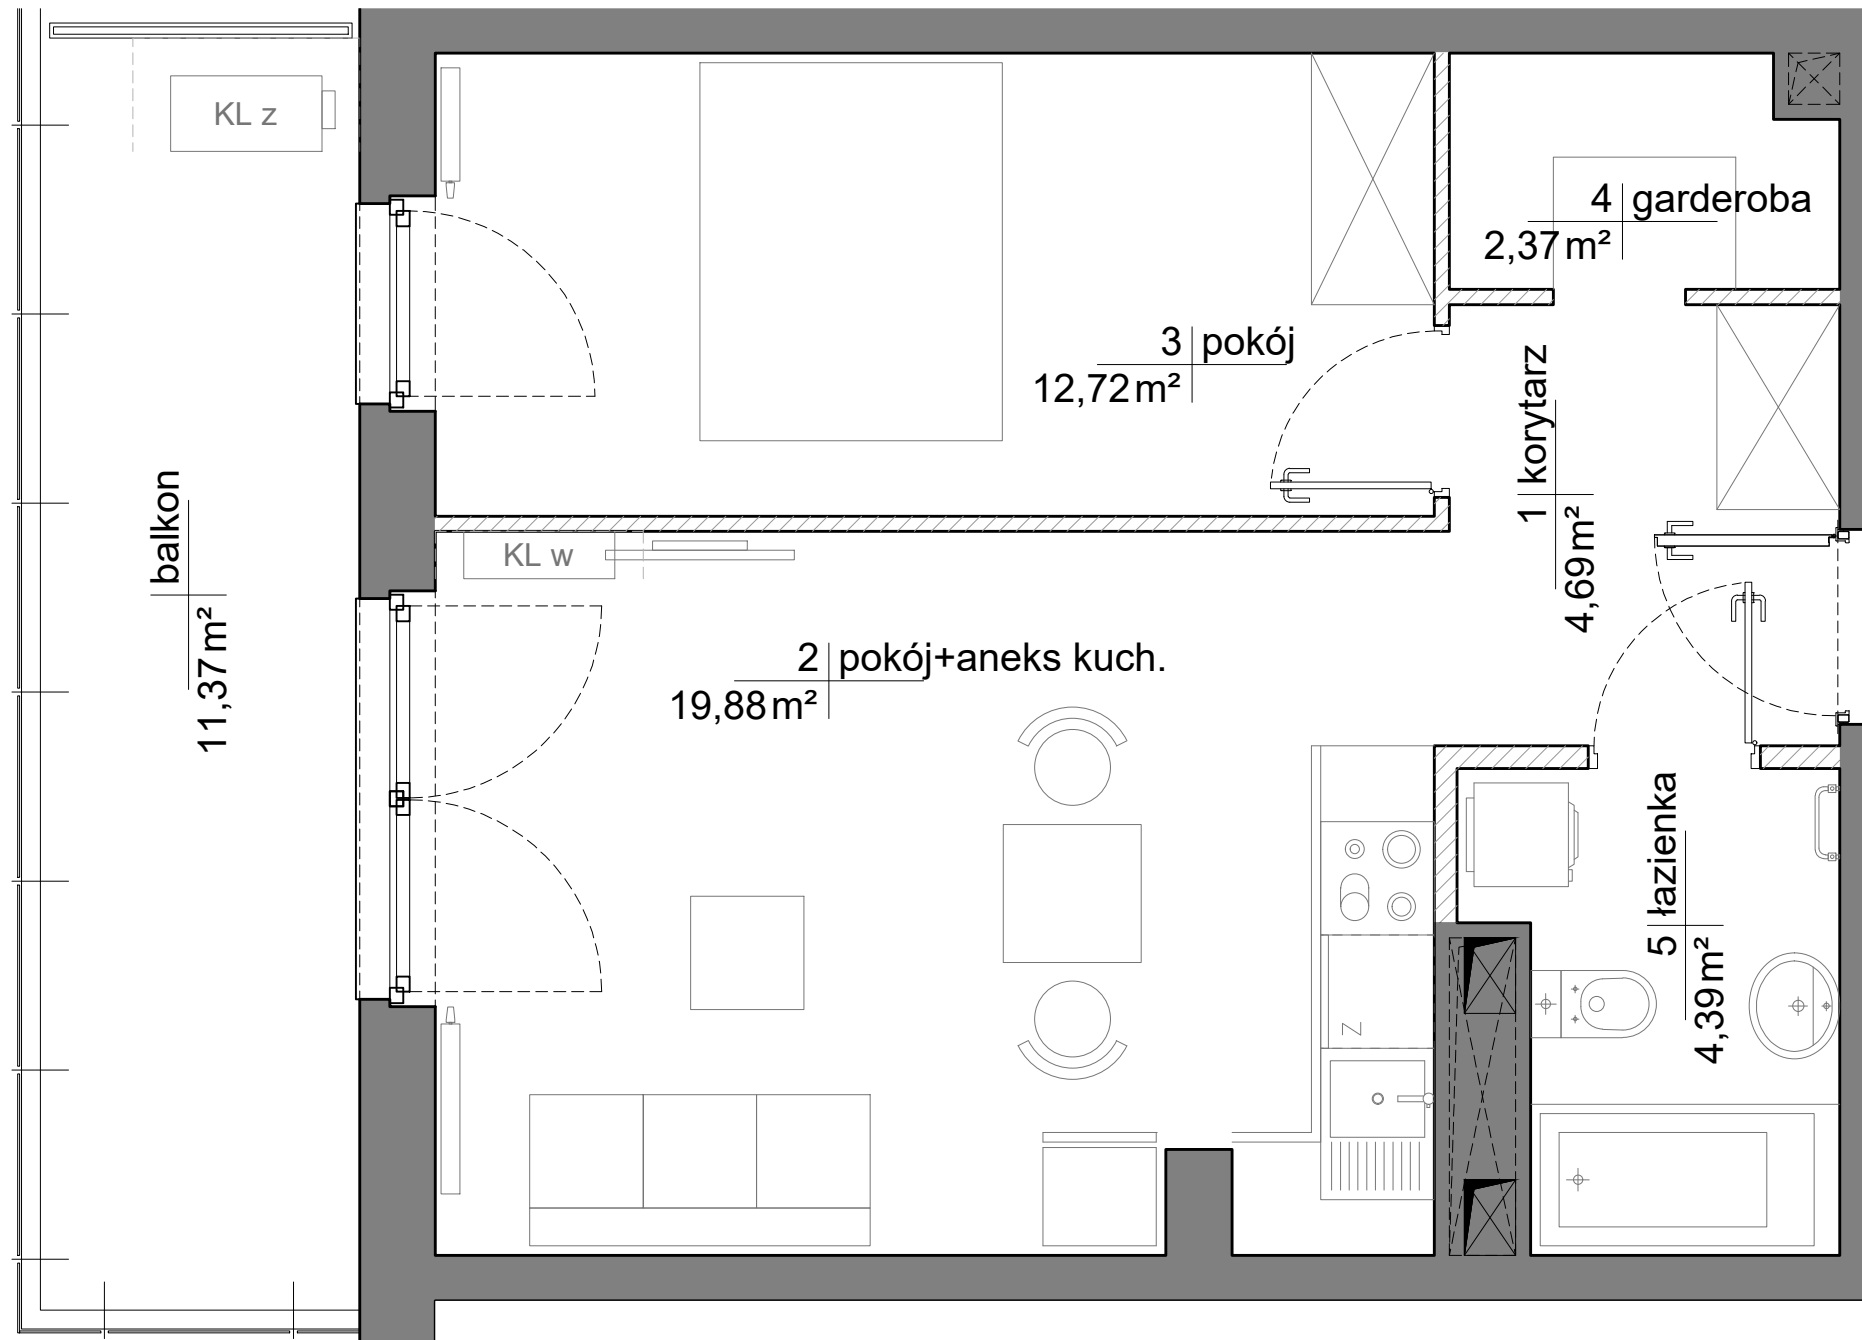 KL z
4 garderoba
2,37 m²
3 pokój
12,72 m²
1 korytarz
4,69 m²
balkon
11,37 m²
KL w
2 pokój+aneks kuch.
19,88 m²
5 łazienka
4,39 m²
Z